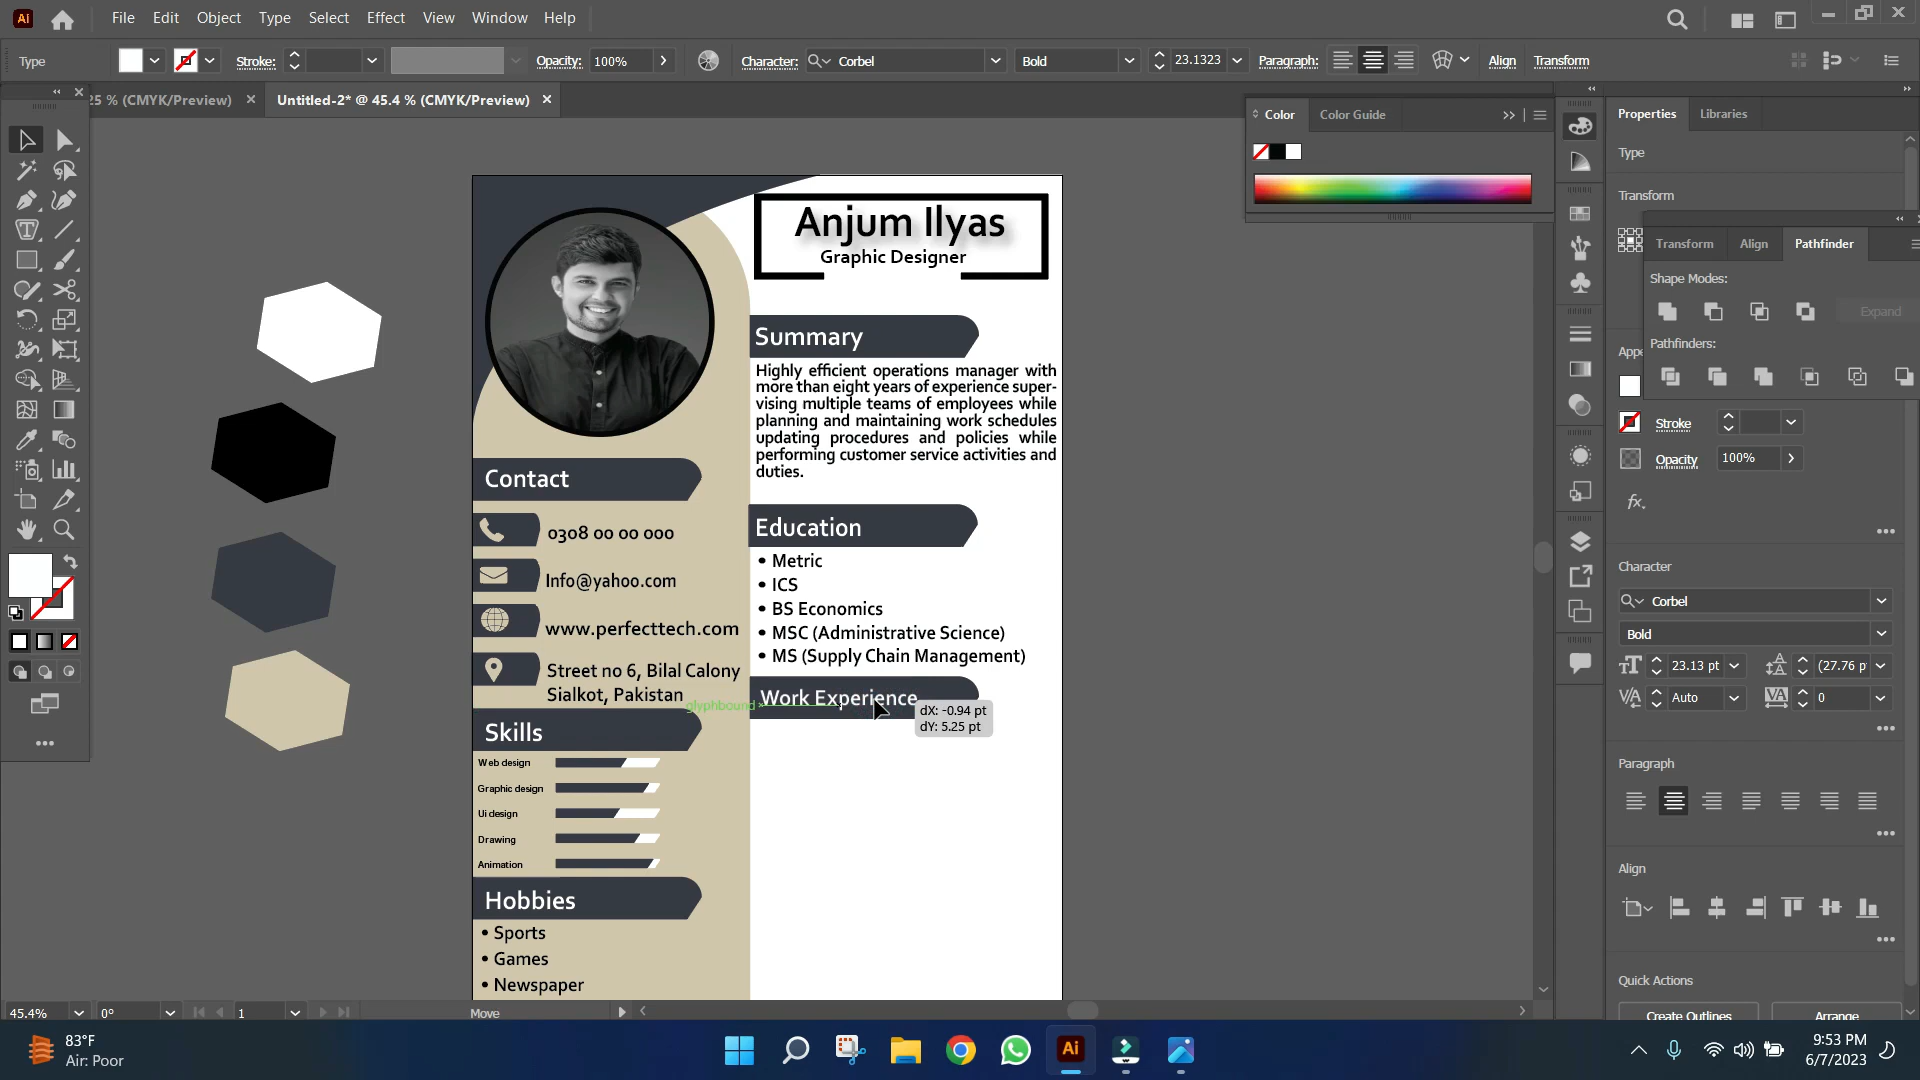 Ai
File Edit Object Type Select Effect View Window Help
Type
Stroke:
Opacity: 100%
Character: Corbel
Bold
23.1323
Paragraph:
Align
Transform
25 % (CMYK/Preview) ×
Untitled-2* @ 45.4 % (CMYK/Preview) ×
Color
Color Guide
Properties
Libraries
Type
Transform
Transform Align Pathfinder
Shape Modes:
Expand
Pathfinders:
Appe
Stroke
Opacity 100%
fx.
Character
Corbel
Bold
23.13 pt
(27.76 p
Auto
0
Paragraph
Align
Quick Actions
Create Outlines
Arrange
Anjum Ilyas
Graphic Designer
Summary
Highly efficient operations manager with
more than eight years of experience super-
vising multiple teams of employees while
planning and maintaining work schedules
updating procedures and policies while
performing customer service activities and
duties.
Contact
0308 00 00 000
Info@yahoo.com
www.perfecttech.com
Street no 6, Bilal Calony
Sialkot, Pakistan
Education
• Metric
• ICS
• BS Economics
• MSC (Administrative Science)
• MS (Supply Chain Management)
Work Experience
glyphbound
dX: -0.94 pt
dY: 5.25 pt
Skills
Web design
Graphic design
Ui design
Drawing
Animation
Hobbies
• Sports
• Games
• Newspaper
45.4%
0°
1
Move
83°F
Air: Poor
Ai
9:53 PM
6/7/2023